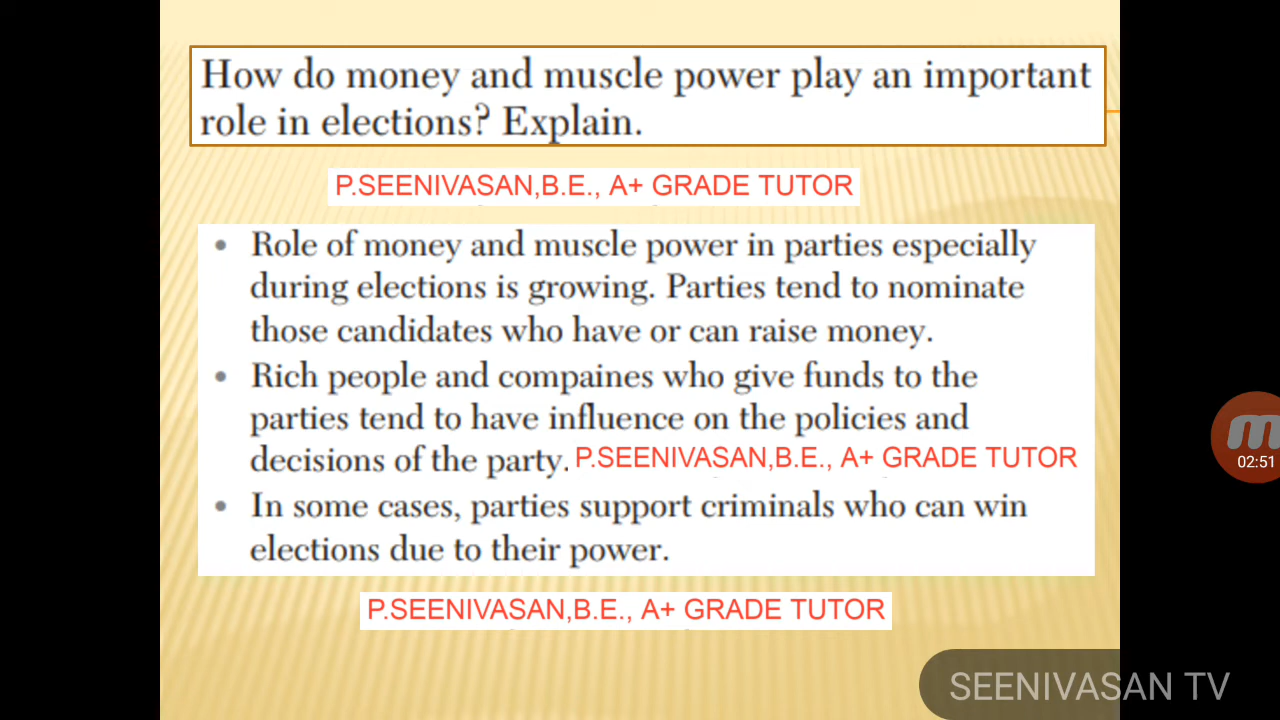 How do money and muscle power play an important
role in elections? Explain.
P.SEENIVASAN,B.E., A+ GRADE TUTOR
• Role of money and muscle power in parties especially
during elections is growing. Parties tend to nominate
those candidates who have or can raise money.
• Rich people and compaines who give funds to the
parties tend to have influence on the policies and
decisions of the party. P.SEENIVASAN,B.E., A+ GRADE TUTOR
02:51
• In some cases, parties support criminals who can win
elections due to their power.
P.SEENIVASAN,B.E., A+ GRADE TUTOR
SEENIVASAN TV